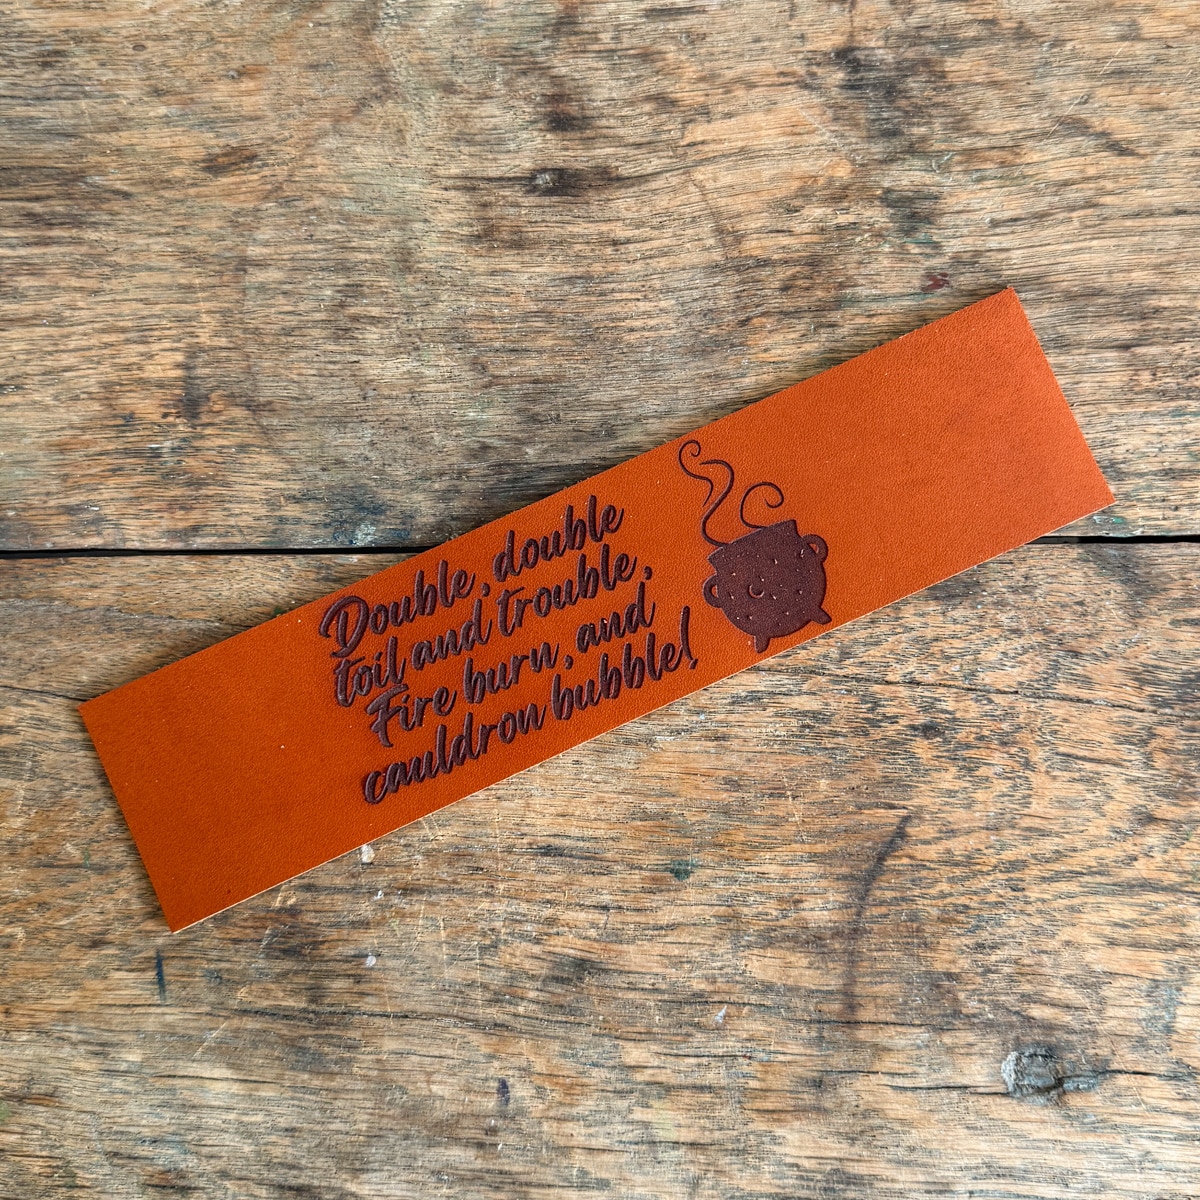 Double, double
toil and trouble,
Fire burn, and
cauldron bubble!